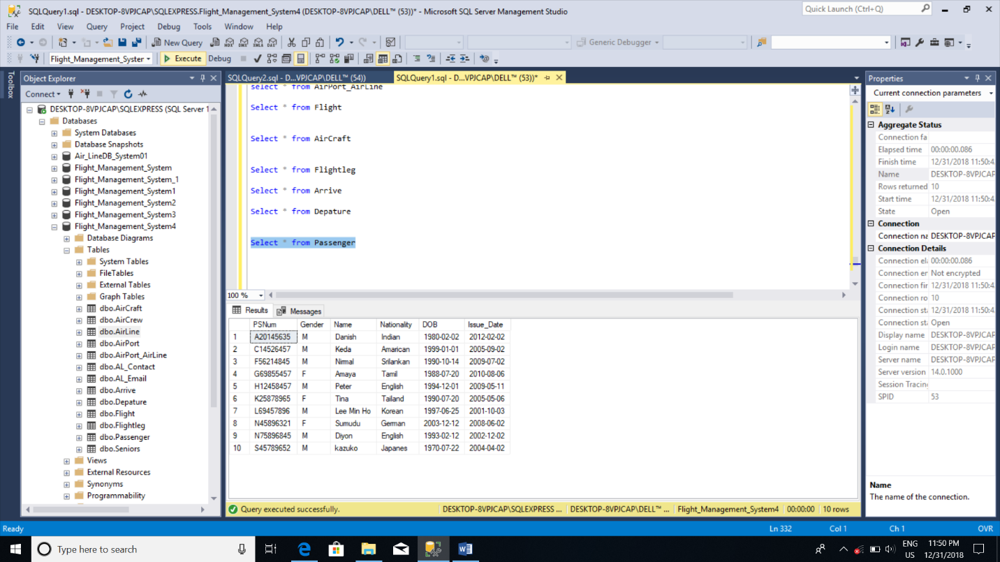 SQLQuery1.sql - DESKTOP-8VPJCAP\SQLEXPRESS.Flight_Management_System4 (DESKTOP-8VPJCAP\DELL™ (53))* - Microsoft SQL Server Management Studio
Quick Launch (Ctrl+Q)
File Edit View Query Project Debug Tools Window Help
New Query
Generic Debugger
Flight_Management_Syster Execute Debug
Toolbox
Object Explorer
Connect
DESKTOP-8VPJCAP\SQLEXPRESS (SQL Server 1
Databases
System Databases
Database Snapshots
Air_LineDB_System01
Flight_Management_System
Flight_Management_System_1
Flight_Management_System1
Flight_Management_System2
Flight_Management_System3
Flight_Management_System4
Database Diagrams
Tables
System Tables
FileTables
External Tables
Graph Tables
dbo.AirCraft
dbo.AirCrew
dbo.AirLine
dbo.AirPort
dbo.AirPort_AirLine
dbo.AL_Contact
dbo.AL_Email
dbo.Arrive
dbo.Depature
dbo.Flight
dbo.Flightleg
dbo.Passenger
dbo.Seniors
Views
External Resources
Synonyms
Programmability
SQLQuery2.sql - D...VPJCAP\DELL™ (54)) SQLQuery1.sql - D...VPJCAP\DELL™ (53))*
select * from AirPort_AirLine
Select * from Flight
Select * from AirCraft
Select * from Flightleg
Select * from Arrive
Select * from Depature
Select * from Passenger
100 %
Results Messages
PSNum Gender Name Nationality DOB Issue_Date
1 A20145635 M Danish Indian 1980-02-02 2012-02-02
2 C14526457 M Keda Amarican 1999-01-01 2005-09-02
3 F56214845 M Nirmal Srilankan 1990-10-14 2009-07-02
4 G69855457 F Amaya Tamil 1988-07-20 2010-08-06
5 H12458457 M Peter English 1994-12-01 2009-05-11
6 K25878965 F Tina Tailand 1990-07-20 2005-05-06
7 L69457896 M Lee Min Ho Korean 1997-06-25 2001-10-03
8 N45896321 F Sumudu German 2003-12-12 2008-06-02
9 N75896845 M Diyon English 1993-02-12 2002-12-02
10 S45789652 M kazuko Japanes 1970-07-22 2004-04-02
Query executed successfully. DESKTOP-8VPJCAP\SQLEXPRESS ... DESKTOP-8VPJCAP\DELL™ ... Flight_Management_System4 00:00:00 10 rows
Properties
Current connection parameters
Aggregate Status
Connection fa
Elapsed time 00:00:00.086
Finish time 12/31/2018 11:50:4
Name DESKTOP-8VPJCAP
Rows returned 10
Start time 12/31/2018 11:50:4
State Open
Connection
Connection na DESKTOP-8VPJCAP
Connection Details
Connection el 00:00:00.086
Connection er Not encrypted
Connection fir 12/31/2018 11:50:4
Connection ro 10
Connection st 12/31/2018 11:50:4
Connection st Open
Display name DESKTOP-8VPJCAP
Login name DESKTOP-8VPJCAP
Server name DESKTOP-8VPJCAP
Server version 14.0.1000
Session Tracin
SPID 53
Name
The name of the connection.
Ready Ln 332 Col 1 Ch 1 OVR
Type here to search
ENG 11:50 PM
US 12/31/2018